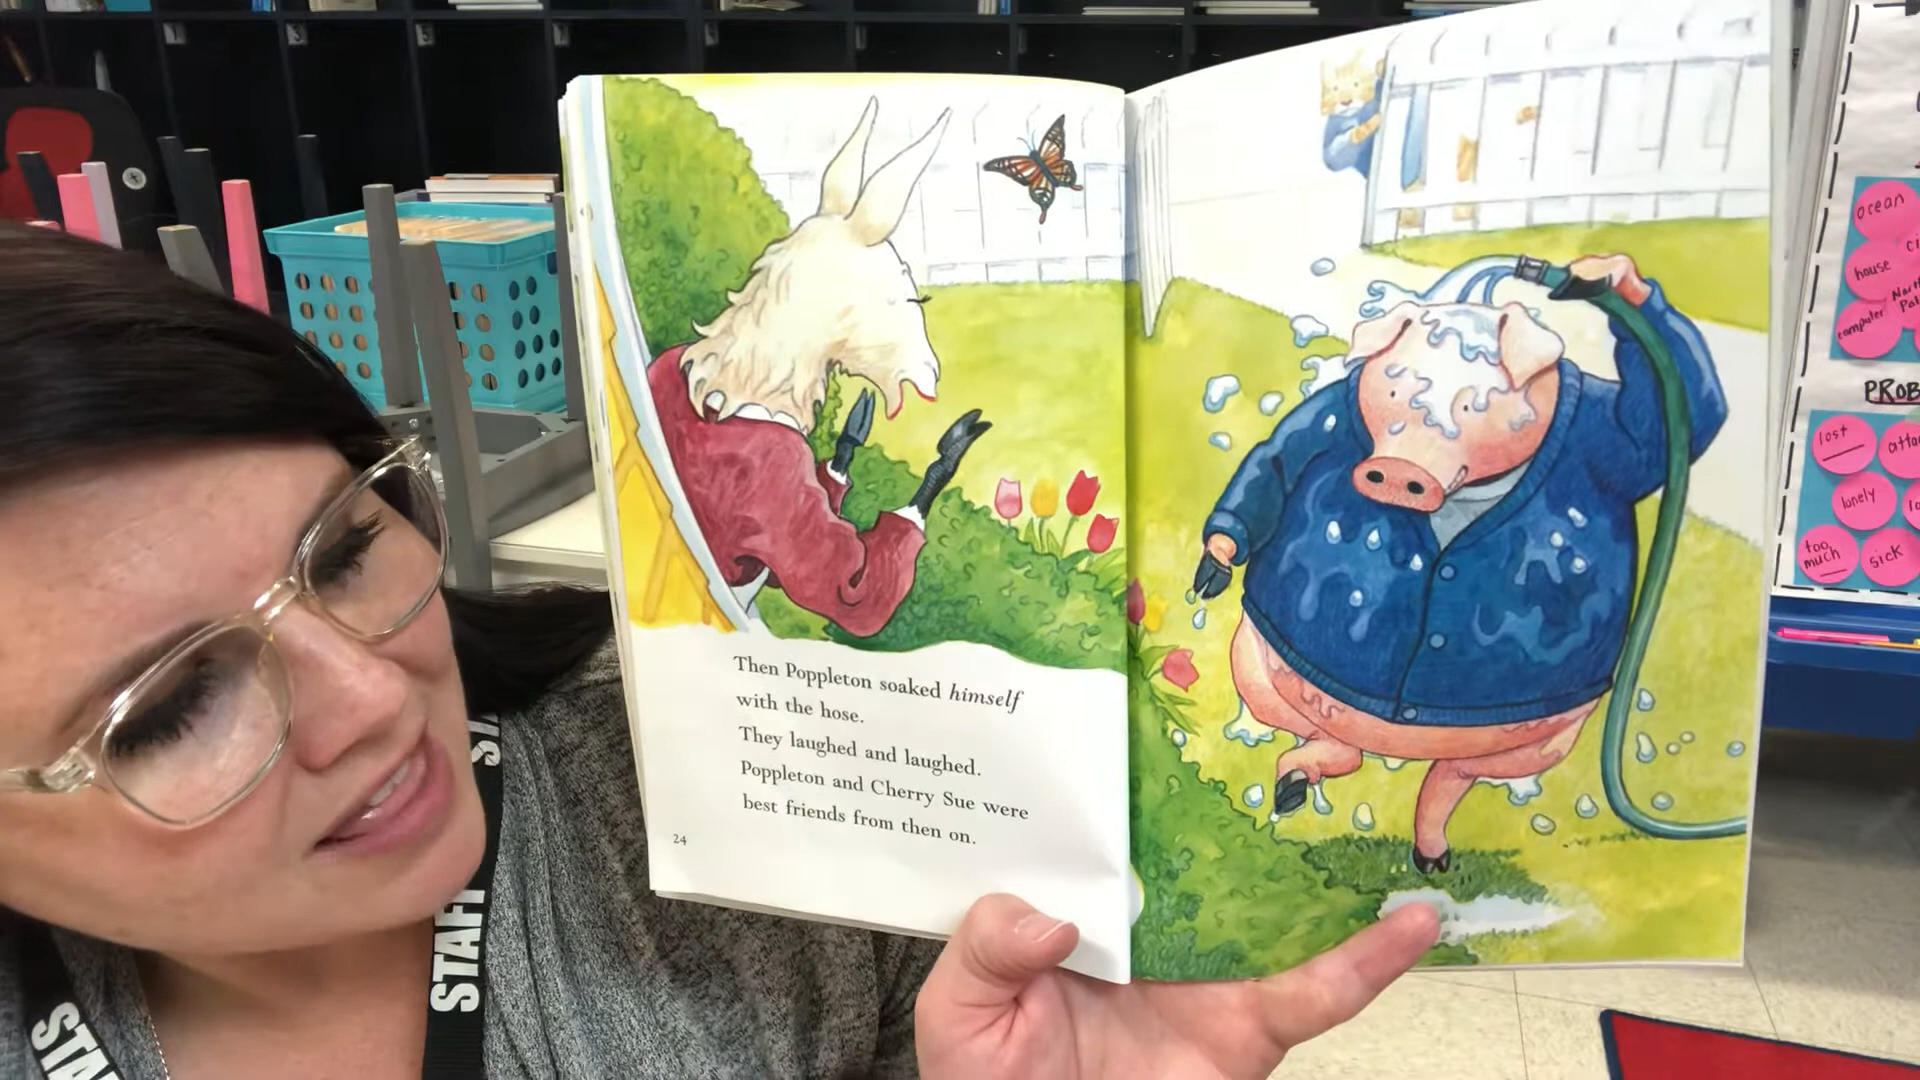 Then Poppleton soaked himself
with the hose.
They laughed and laughed.
Poppleton and Cherry Sue were
best friends from then on.
24
ocean
house
computer
PROB
lost
lonely
too
much
sick
STAFF